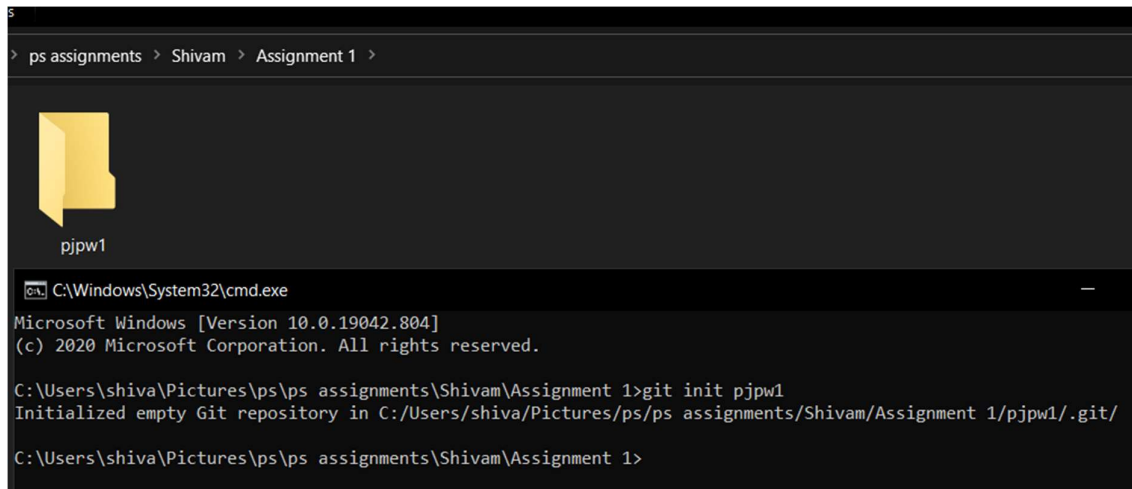 s
> ps assignments > Shivam > Assignment 1 >
pjpw1
C:\Windows\System32\cmd.exe
Microsoft Windows [Version 10.0.19042.804]
(c) 2020 Microsoft Corporation. All rights reserved.
C:\Users\shiva\Pictures\ps\ps assignments\Shivam\Assignment 1>git init pjpw1
Initialized empty Git repository in C:/Users/shiva/Pictures/ps/ps assignments/Shivam/Assignment 1/pjpw1/.git/
C:\Users\shiva\Pictures\ps\ps assignments\Shivam\Assignment 1>